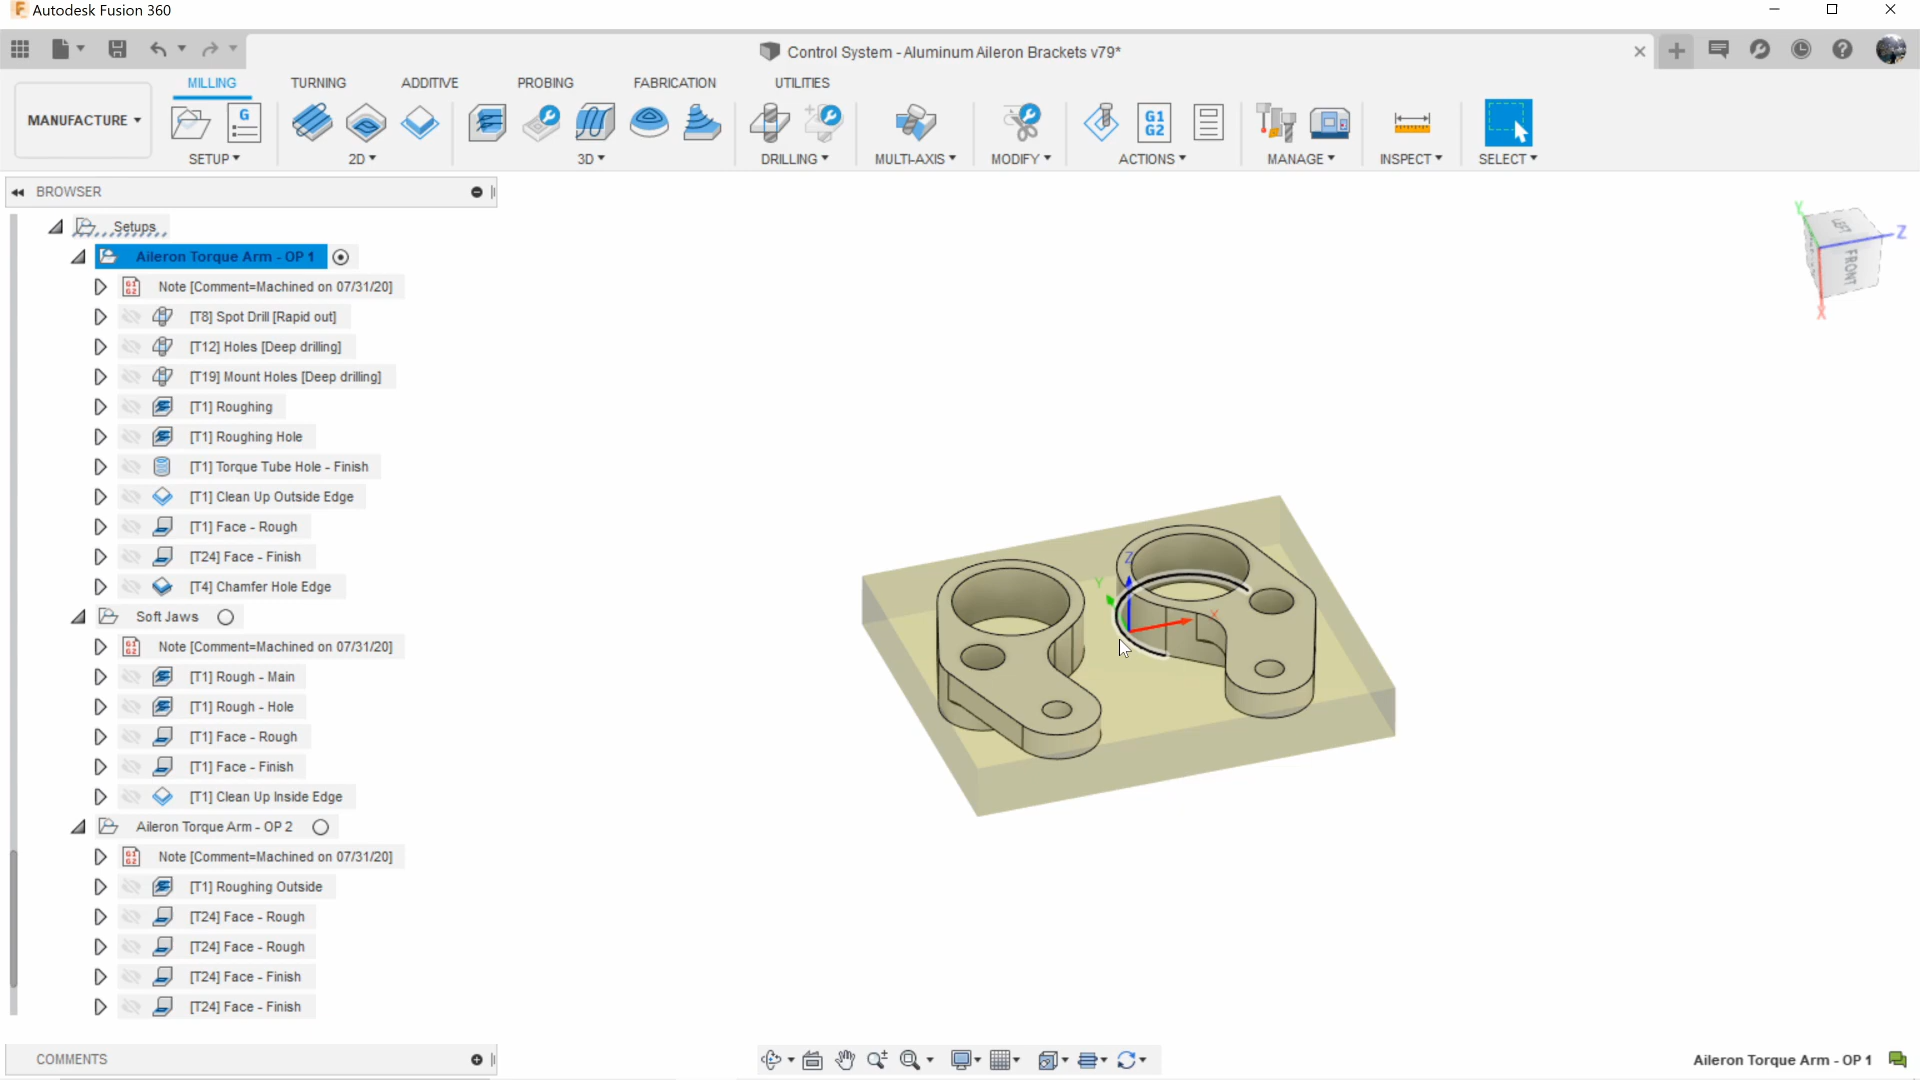 Autodesk Fusion 360
Control System - Aluminum Aileron Brackets v79*
MILLING
TURNING
ADDITIVE
PROBING
FABRICATION
UTILITIES
MANUFACTURE
G
G1
G2
SETUP
2D
3D
DRILLING
MULTI-AXIS
MODIFY
ACTIONS
MANAGE
INSPECT
SELECT
BROWSER
Setups
Aileron Torque Arm - OP 1
Note [Comment=Machined on 07/31/20]
[T8] Spot Drill [Rapid out]
[T12] Holes [Deep drilling]
[T19] Mount Holes [Deep drilling]
[T1] Roughing
[T1] Roughing Hole
[T1] Torque Tube Hole - Finish
[T1] Clean Up Outside Edge
[T1] Face - Rough
[T24] Face - Finish
[T4] Chamfer Hole Edge
Soft Jaws
Note [Comment=Machined on 07/31/20]
[T1] Rough - Main
[T1] Rough - Hole
[T1] Face - Rough
[T1] Face - Finish
[T1] Clean Up Inside Edge
Aileron Torque Arm - OP 2
Note [Comment=Machined on 07/31/20]
[T1] Roughing Outside
[T24] Face - Rough
[T24] Face - Rough
[T24] Face - Finish
[T24] Face - Finish
Y
LEFT
Z
FRONT
X
Z
Y
X
COMMENTS
Aileron Torque Arm - OP 1